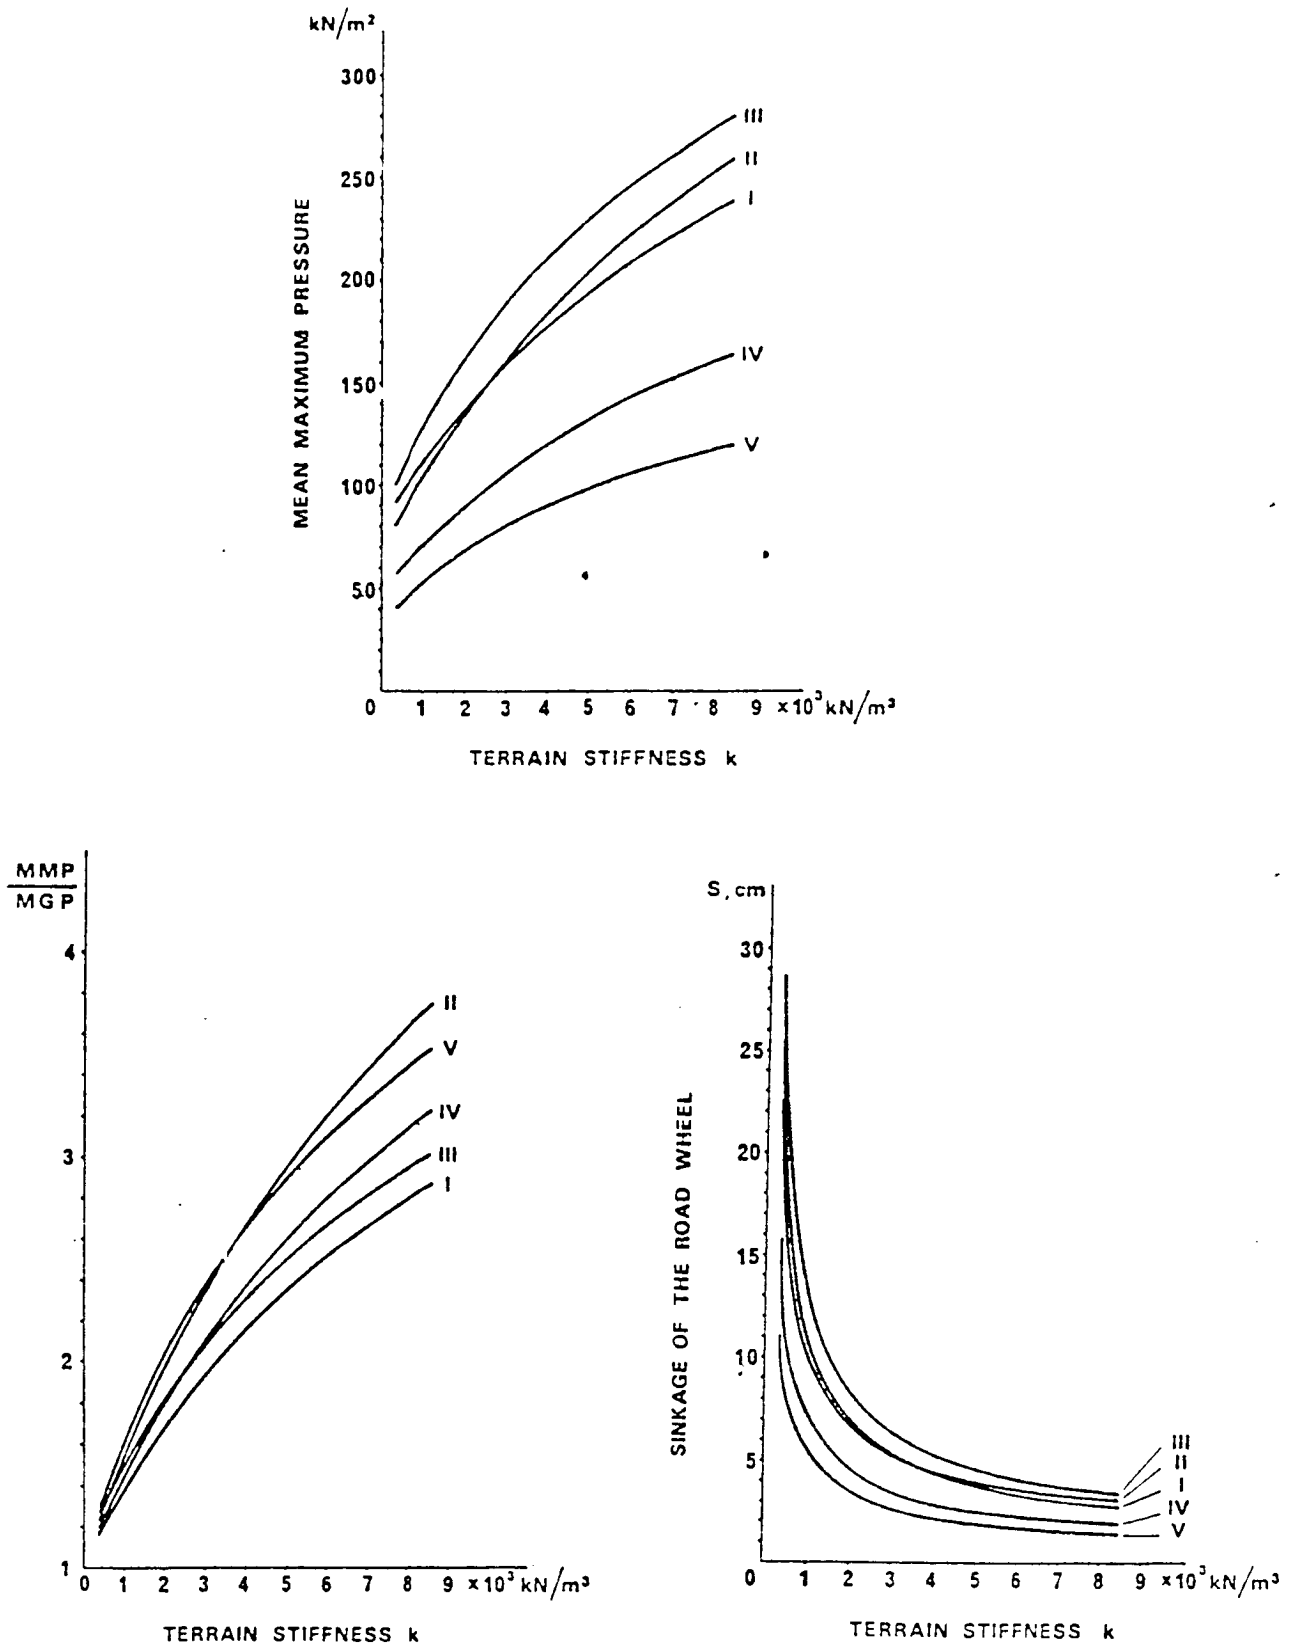 kN/m²
300
250
200
150
100
50
0 1 2 3 4 5 6 7 8 9 ×10³ kN/m³
MEAN MAXIMUM PRESSURE
III
II
I
IV
V
TERRAIN STIFFNESS k
MMP
MGP
4
3
2
1
0 1 2 3 4 5 6 7 8 9 ×10³ kN/m³
II
V
IV
III
I
TERRAIN STIFFNESS k
S, cm
30
25
20
15
10
5
0 1 2 3 4 5 6 7 8 9 ×10³ kN/m³
SINKAGE OF THE ROAD WHEEL
III
II
I
IV
V
TERRAIN STIFFNESS k